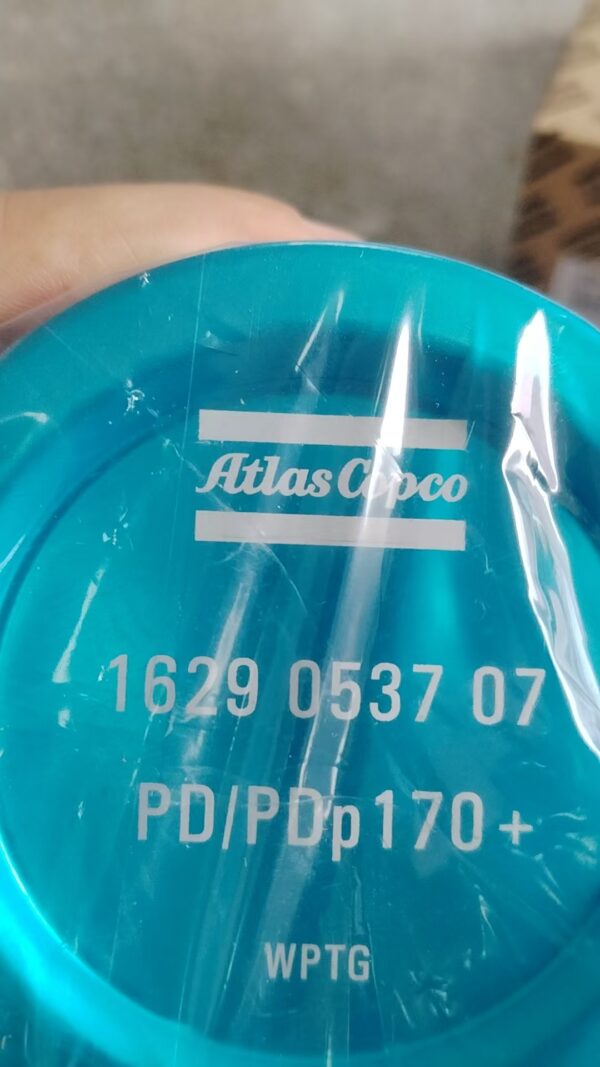 Atlas Copco
1629 0537 07
PD/PDp170+
WPTG